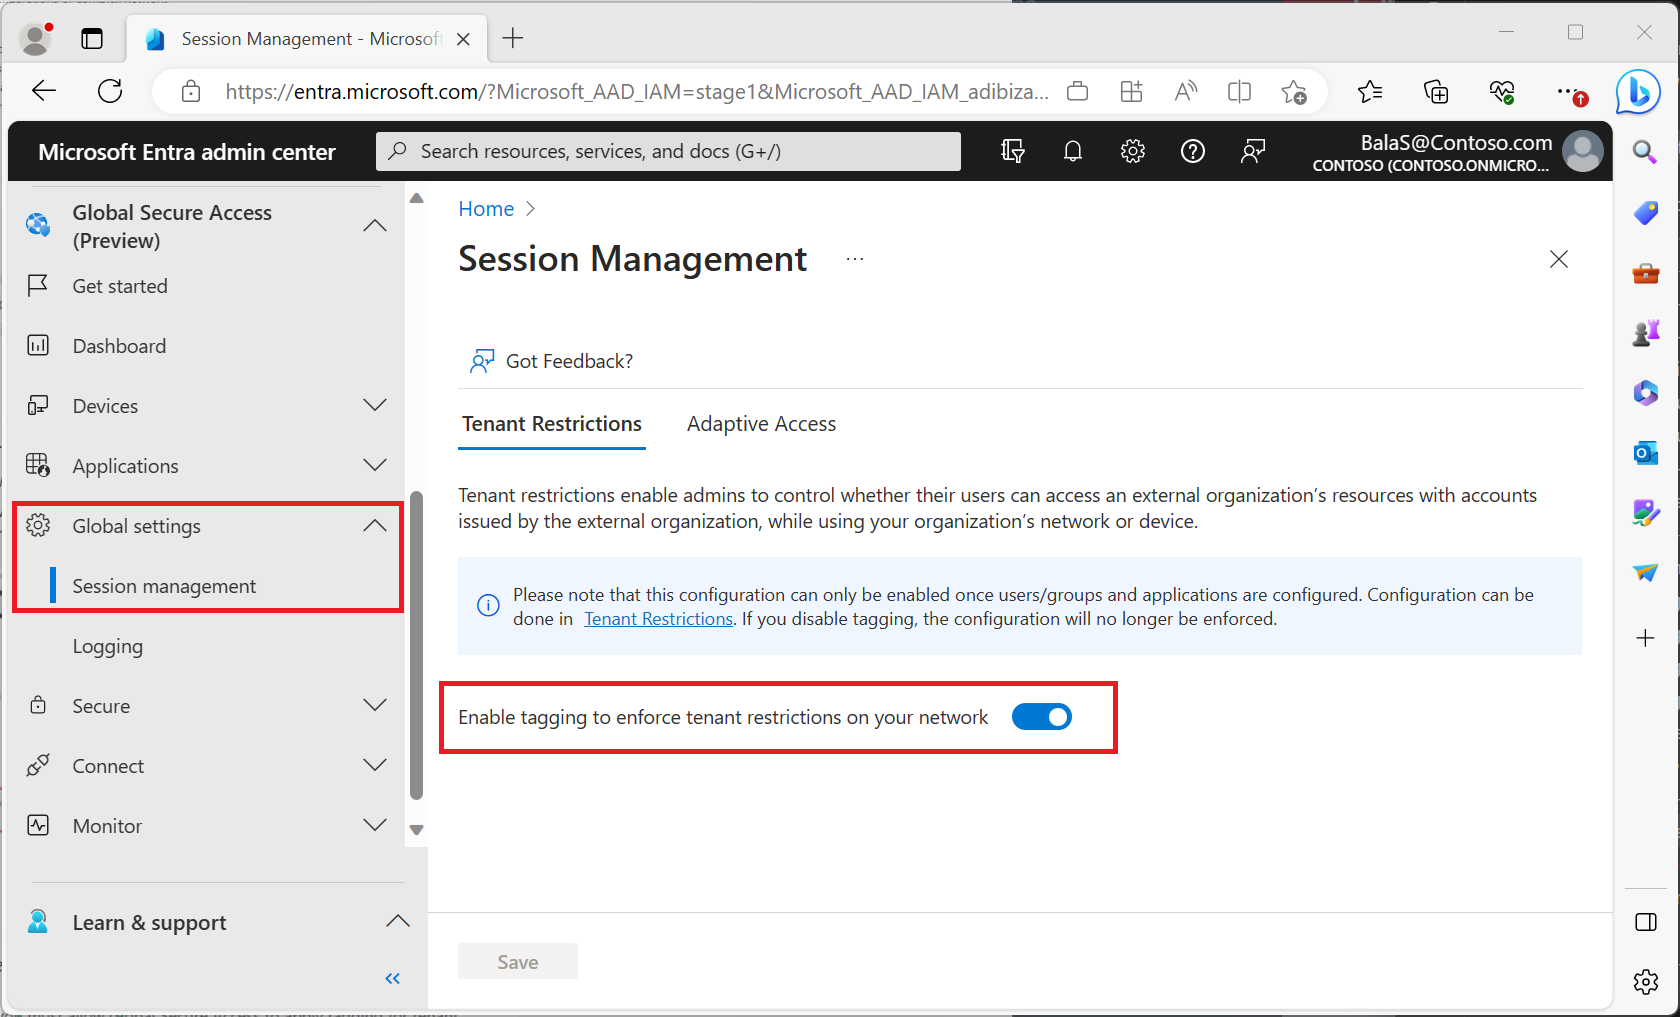 Session Management - Microsof
https://entra.microsoft.com/?Microsoft_AAD_IAM=stage1&Microsoft_AAD_IAM_adibiza...
Microsoft Entra admin center
Search resources, services, and docs (G+/)
BalaS@Contoso.com
CONTOSO (CONTOSO.ONMICRO...
Global Secure Access
(Preview)
Get started
Dashboard
Devices
Applications
Global settings
Session management
Logging
Secure
Connect
Monitor
Learn & support
Home
Session Management
...
Got Feedback?
Tenant Restrictions
Adaptive Access
Tenant restrictions enable admins to control whether their users can access an external organization’s resources with accounts
issued by the external organization, while using your organization’s network or device.
Please note that this configuration can only be enabled once users/groups and applications are configured. Configuration can be
done in Tenant Restrictions. If you disable tagging, the configuration will no longer be enforced.
Enable tagging to enforce tenant restrictions on your network
Save